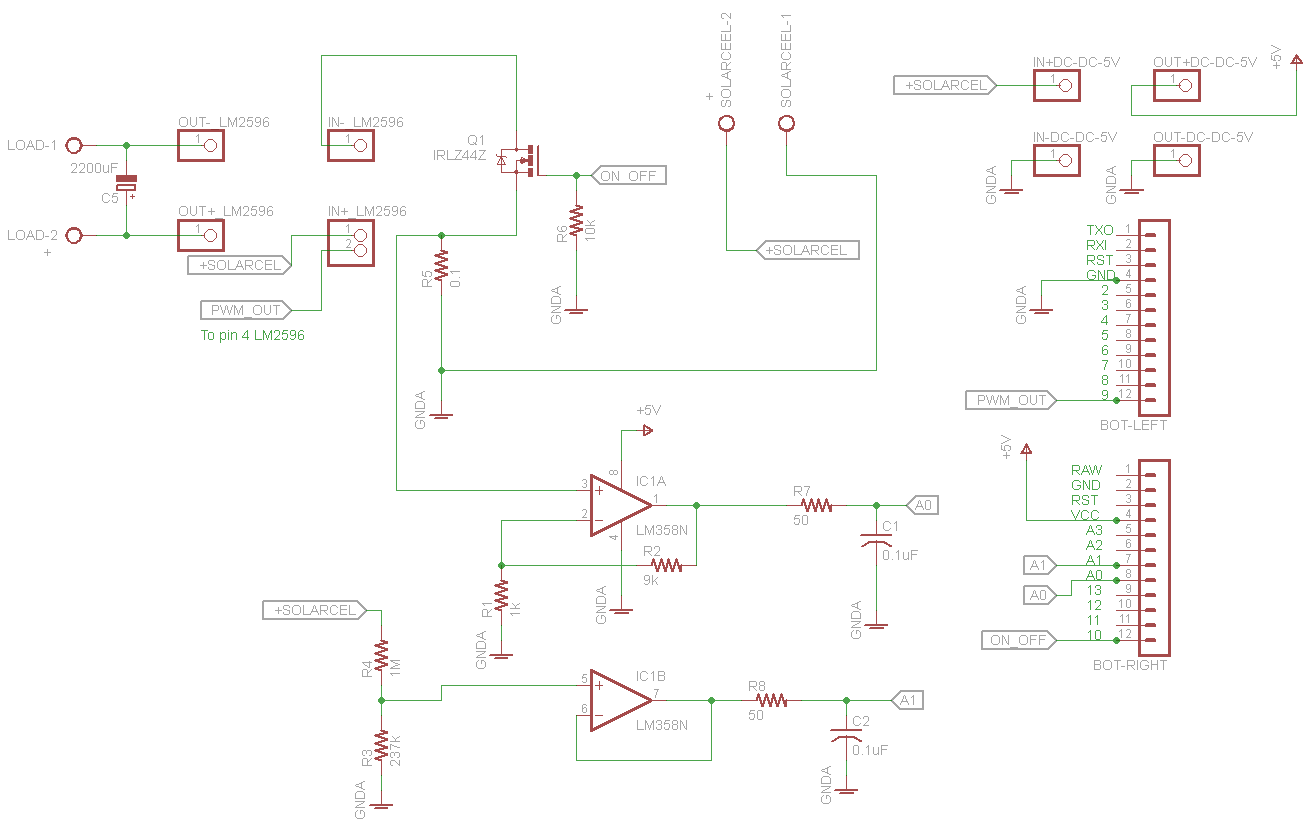 SOLARCEEL-2
SOLARCEEL-1
+
+5V
IN+DC-DC-5V
OUT+DC-DC-5V
+SOLARCEL
1
1
OUT-_LM2596
IN-_LM2596
LOAD-1
1
1
Q1
IRLZ44Z
2200uF
C5
+
ON_OFF
IN-DC-DC-5V
OUT-DC-DC-5V
1
1
GNDA
GNDA
OUT+_LM2596
IN+_LM2596
LOAD-2
+
1
1
2
+SOLARCEL
R6
10k
+SOLARCEL
R5
0.1
PWM_OUT
To pin 4 LM2596
GNDA
GNDA
TXO 1
RXI 2
RST 3
GND 4
2 5
3 6
4 7
5 8
6 9
7 10
8 11
9 12
GNDA
PWM_OUT
BOT-LEFT
GNDA
+5V
8
IC1A
3
+
2
−
1
LM358N
4
R7
50
A0
C1
0.1uF
R2
9k
R1
1k
GNDA
GNDA
GNDA
+5V
RAW 1
GND 2
RST 3
VCC 4
A3 5
A2 6
A1 7
A0 8
13 9
12 10
11 11
10 12
A1
A0
ON_OFF
BOT-RIGHT
+SOLARCEL
R4
1M
IC1B
5
+
6
−
7
LM358N
R8
50
A1
C2
0.1uF
R3
237k
GNDA
GNDA